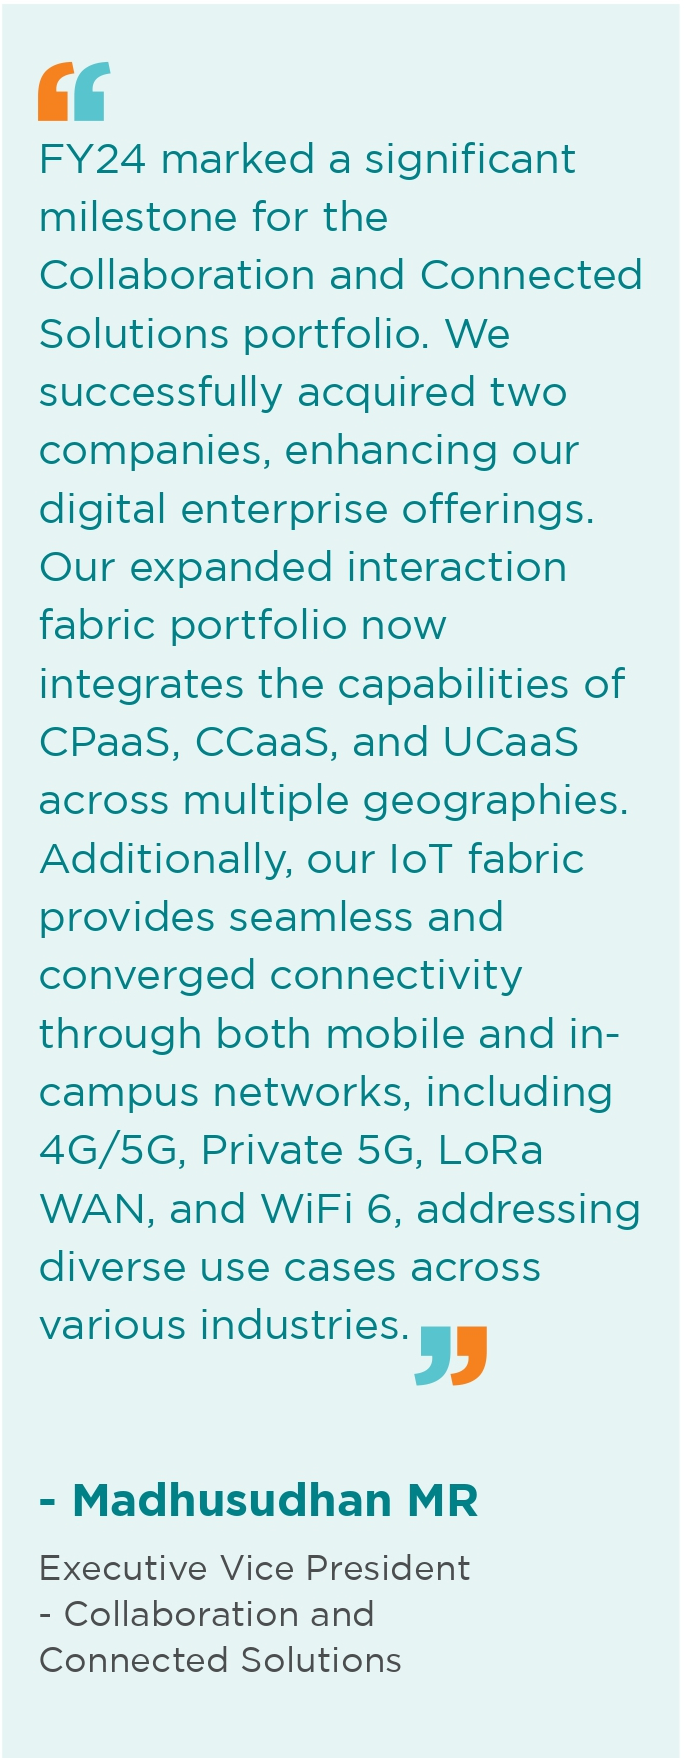 “
FY24 marked a significant
milestone for the
Collaboration and Connected
Solutions portfolio. We
successfully acquired two
companies, enhancing our
digital enterprise offerings.
Our expanded interaction
fabric portfolio now
integrates the capabilities of
CPaaS, CCaaS, and UCaaS
across multiple geographies.
Additionally, our IoT fabric
provides seamless and
converged connectivity
through both mobile and in-
campus networks, including
4G/5G, Private 5G, LoRa
WAN, and WiFi 6, addressing
diverse use cases across
various industries. ”
- Madhusudhan MR
Executive Vice President
- Collaboration and
Connected Solutions